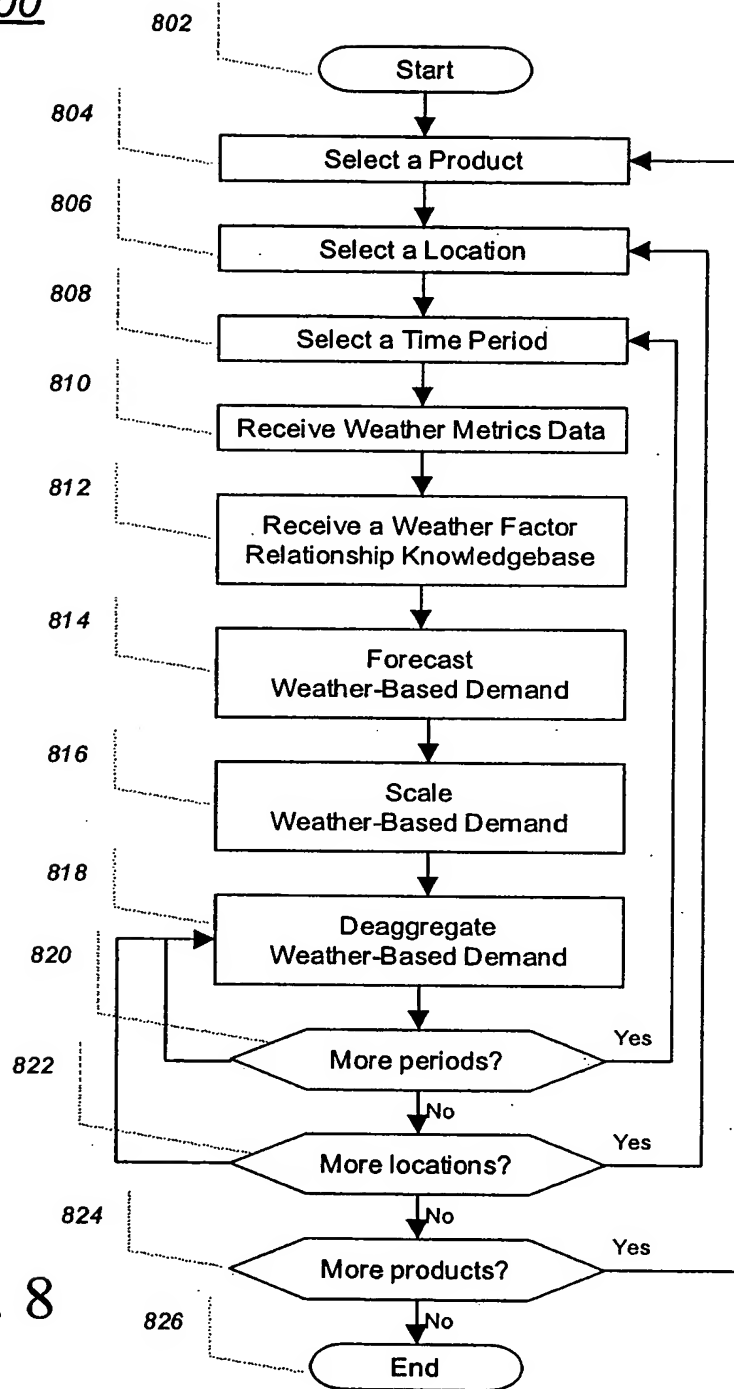 00
802
Start
804
Select a Product
806
Select a Location
808
Select a Time Period
810
Receive Weather Metrics Data
812
Receive a Weather Factor
Relationship Knowledgebase
814
Forecast
Weather-Based Demand
816
Scale
Weather-Based Demand
818
Deaggregate
Weather-Based Demand
820
More periods?
Yes
No
822
More locations?
Yes
No
824
More products?
Yes
No
. 8
826
End